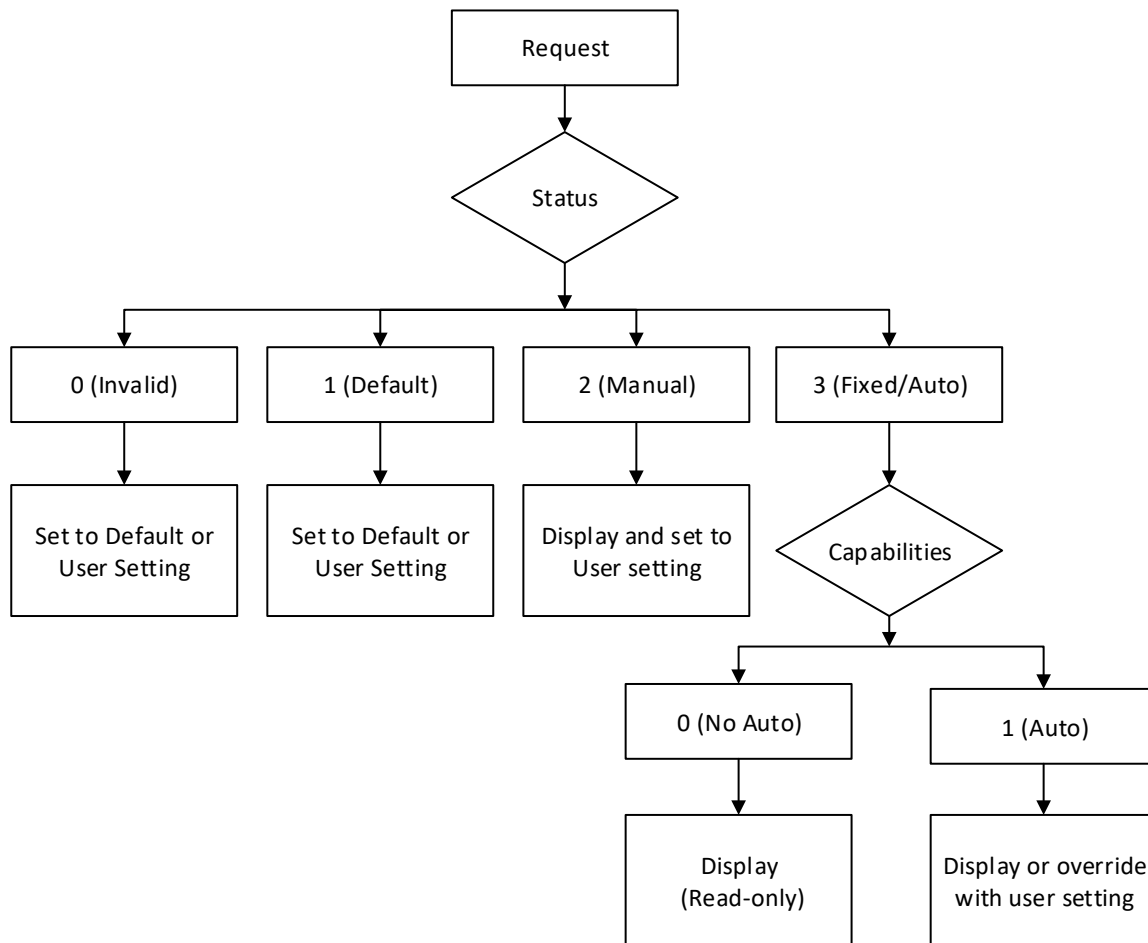 Request
Status
0 (Invalid)
1 (Default)
2 (Manual)
3 (Fixed/Auto)
Set to Default or
User Setting
Set to Default or
User Setting
Display and set to
User setting
Capabilities
0 (No Auto)
1 (Auto)
Display
(Read-only)
Display or override
with user setting